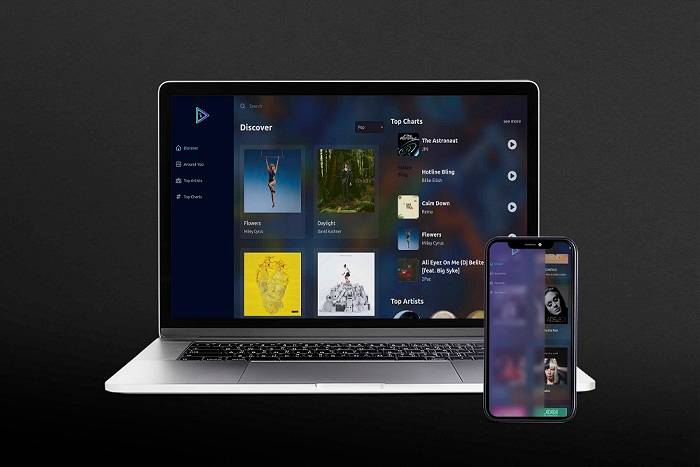 Search
Discover
Pop
Discover
Around You
Top Artists
Top Charts
Flowers
Miley Cyrus
Daylight
David Kushner
Top Charts
see more
The Astronaut
JIN
Hotline Bling
Billie Eilish
Calm Down
Rema
Flowers
Miley Cyrus
All Eyez On Me (DJ Belite
[Feat. Big Syke]
2Pac
Top Artists
Discover
ADELE